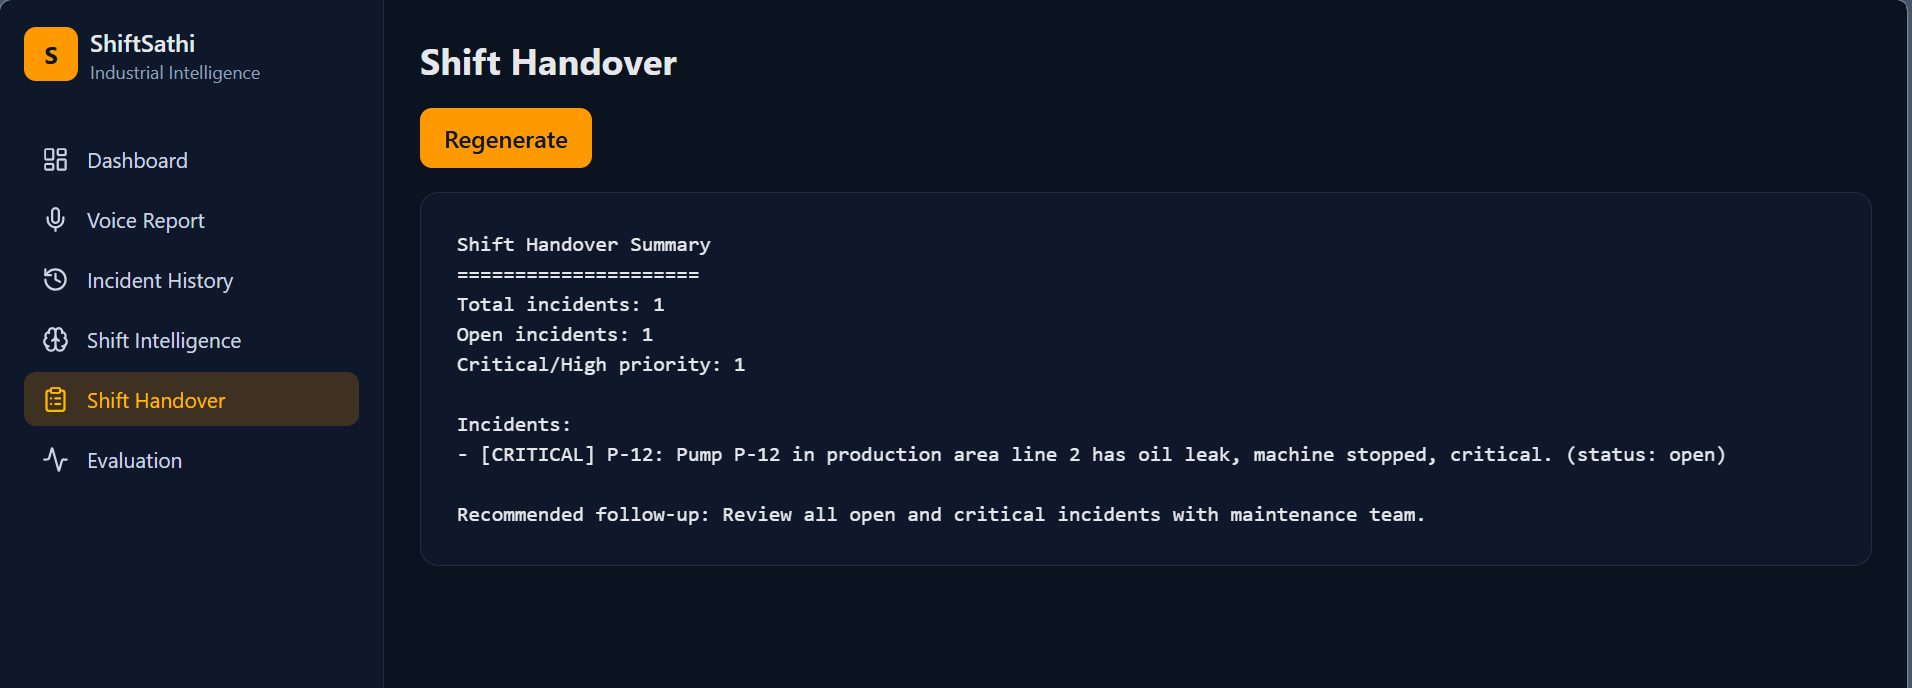 S
ShiftSathi
Industrial Intelligence
Dashboard
Voice Report
Incident History
Shift Intelligence
Shift Handover
Evaluation
Shift Handover
Regenerate
Shift Handover Summary
=====================
Total incidents: 1
Open incidents: 1
Critical/High priority: 1
Incidents:
- [CRITICAL] P-12: Pump P-12 in production area line 2 has oil leak, machine stopped, critical. (status: open)
Recommended follow-up: Review all open and critical incidents with maintenance team.